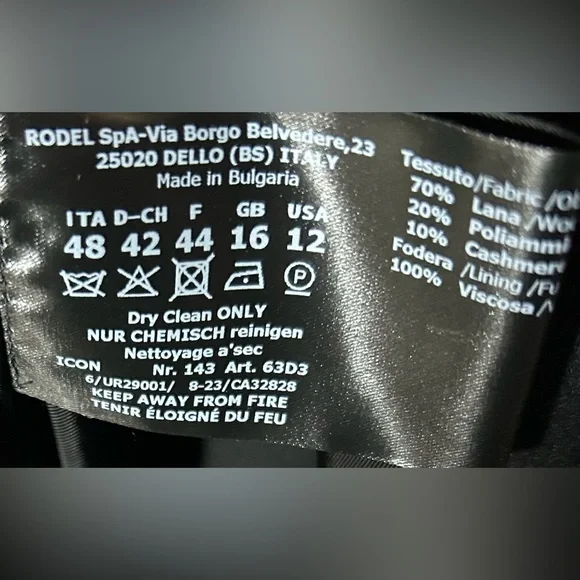 RODEL SpA-Via Borgo Belvedere,23
25020 DELLO (BS) ITALY
Made in Bulgaria
ITA D-CH F GB USA
48 42 44 16 12
P
Dry Clean ONLY
NUR CHEMISCH reinigen
Nettoyage a'sec
ICON Nr. 143 Art. 63D3
6/UR29001/ 8-23/CA32828
KEEP AWAY FROM FIRE
TENIR ÉLOIGNÉ DU FEU
Tessuto/Fabric
70% Lana
20%
10%
Fodera /Lining
100% Viscosa